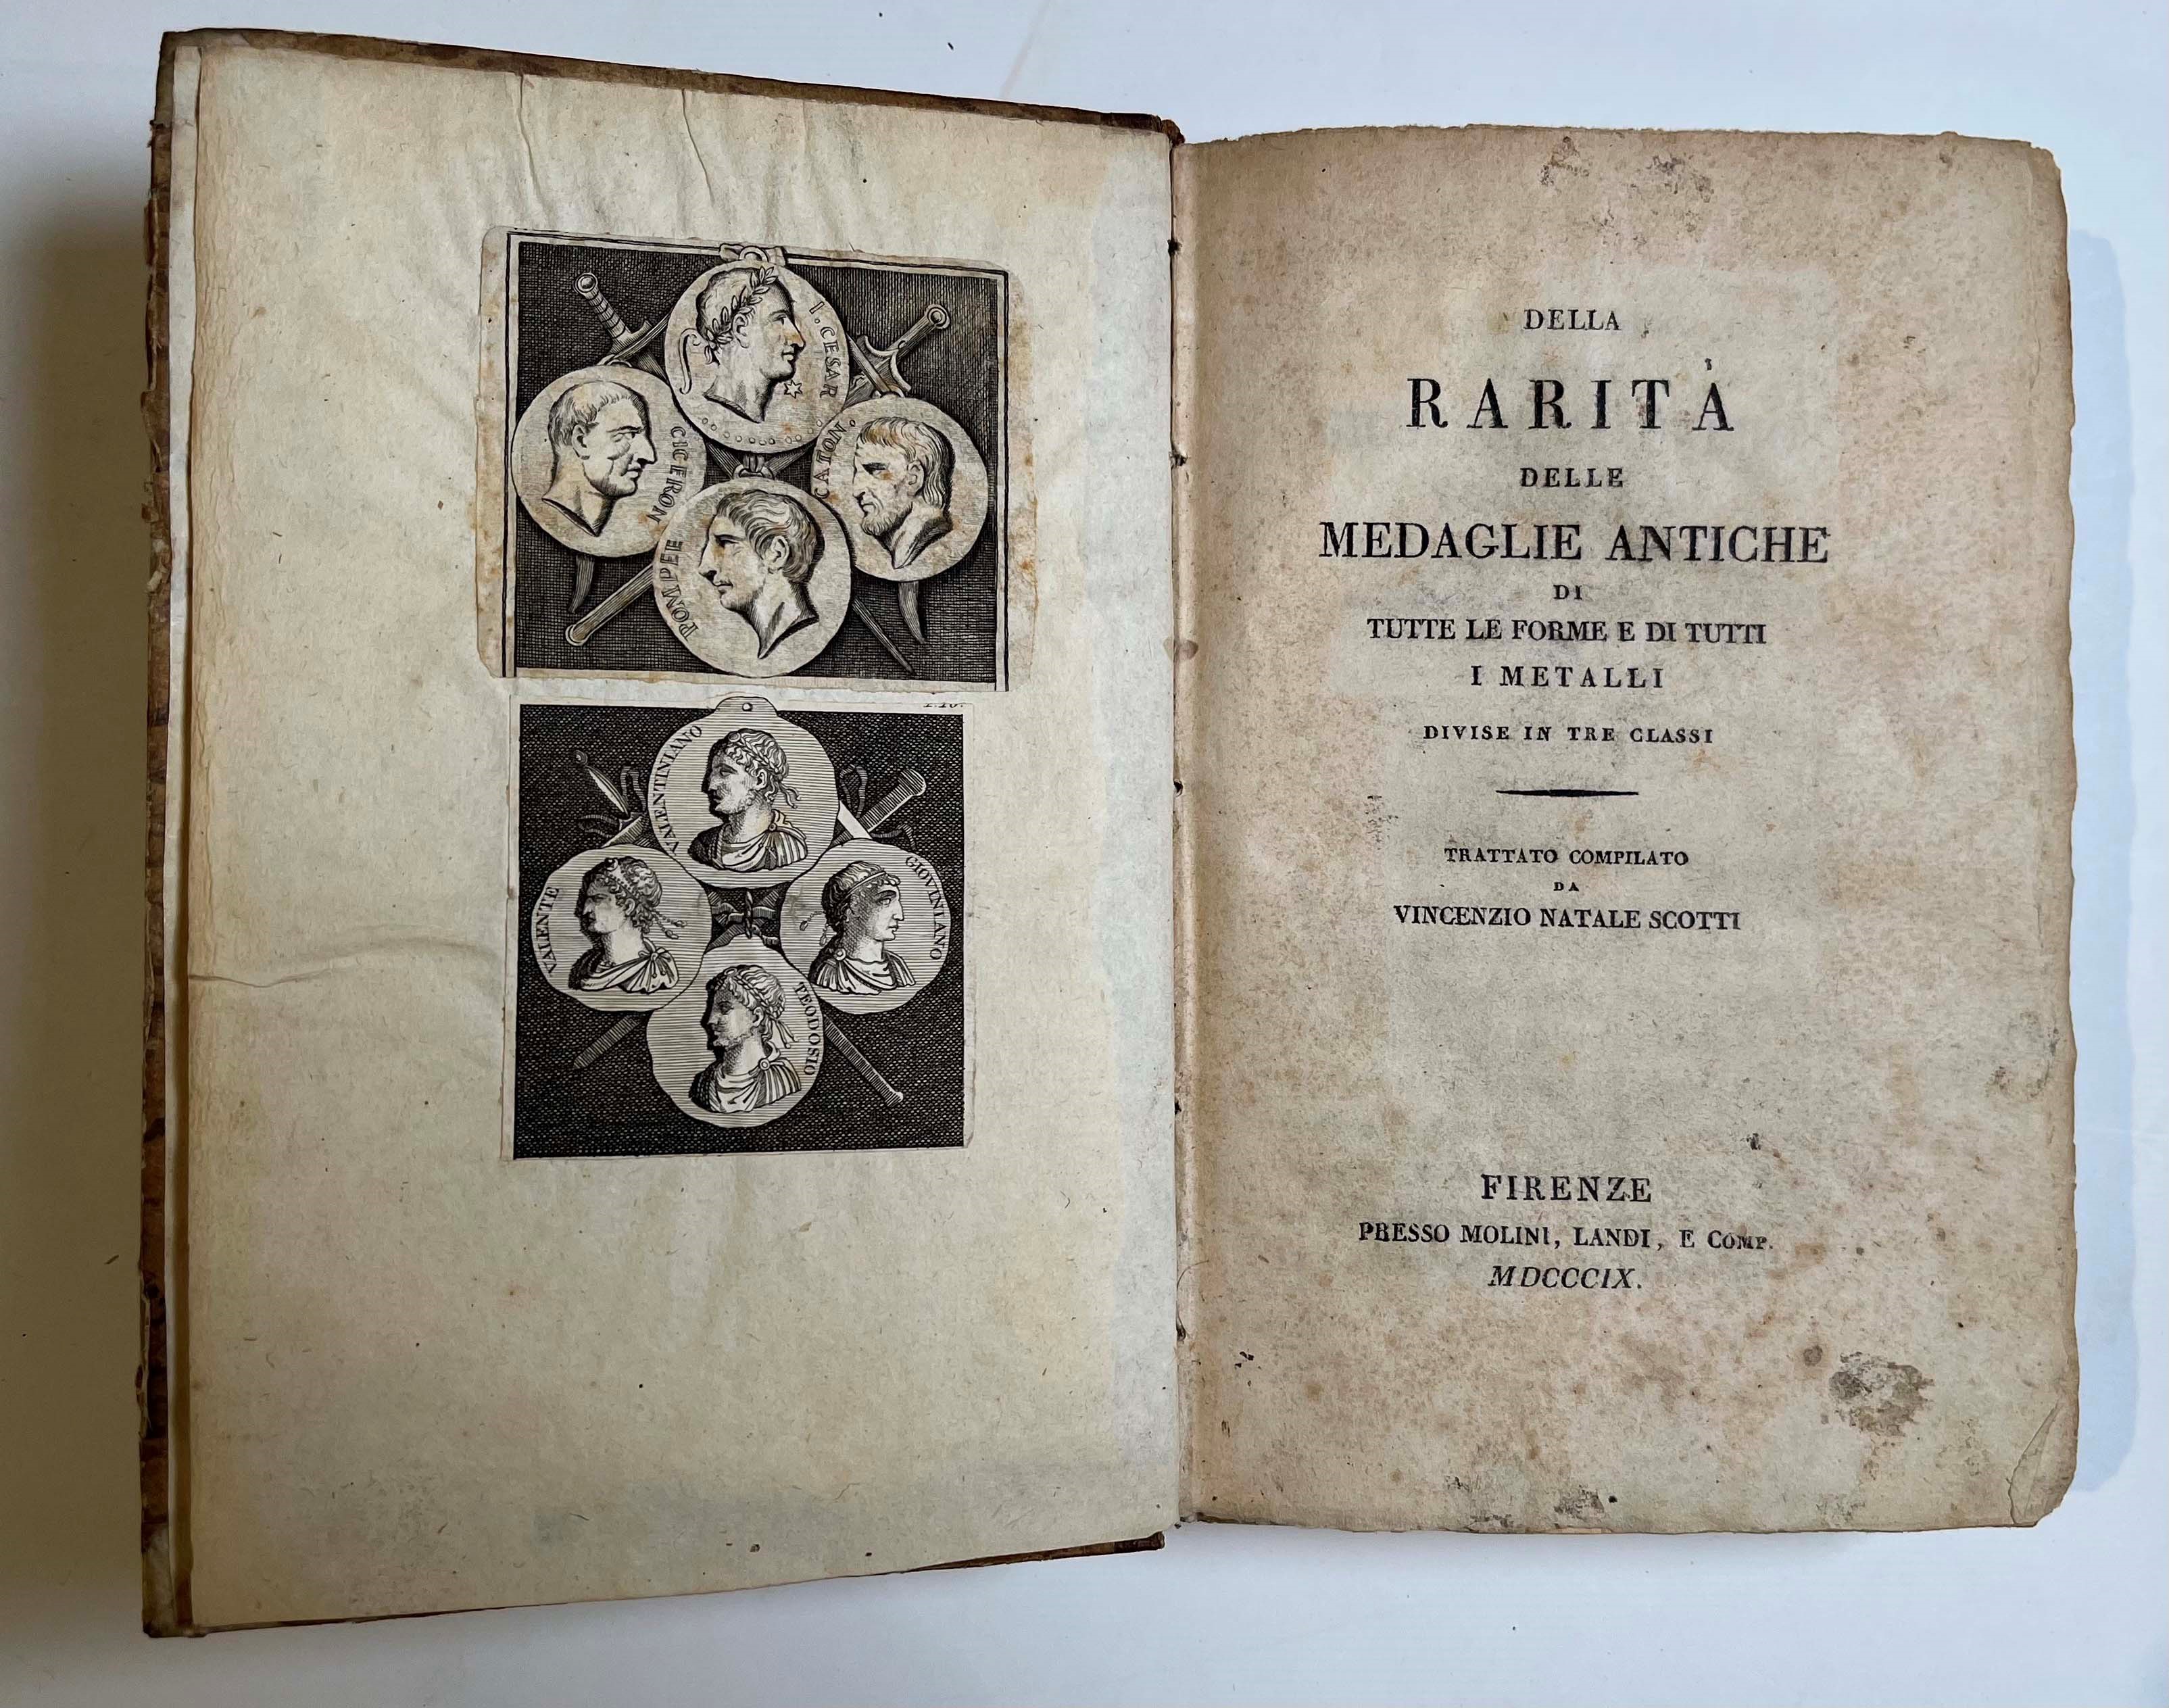 I. CESAR
CICERON
CATON
POMPEE
VALENTINIANO
VALENTE
GIOVINIANO
TEODOSIO
DELLA
RARITÀ
DELLE
MEDAGLIE ANTICHE
DI
TUTTE LE FORME E DI TUTTI
I METALLI
DIVISE IN TRE CLASSI
TRATTATO COMPILATO
DA
VINCENZIO NATALE SCOTTI
FIRENZE
PRESSO MOLINI, LANDI, E COMP.
MDCCCIX.